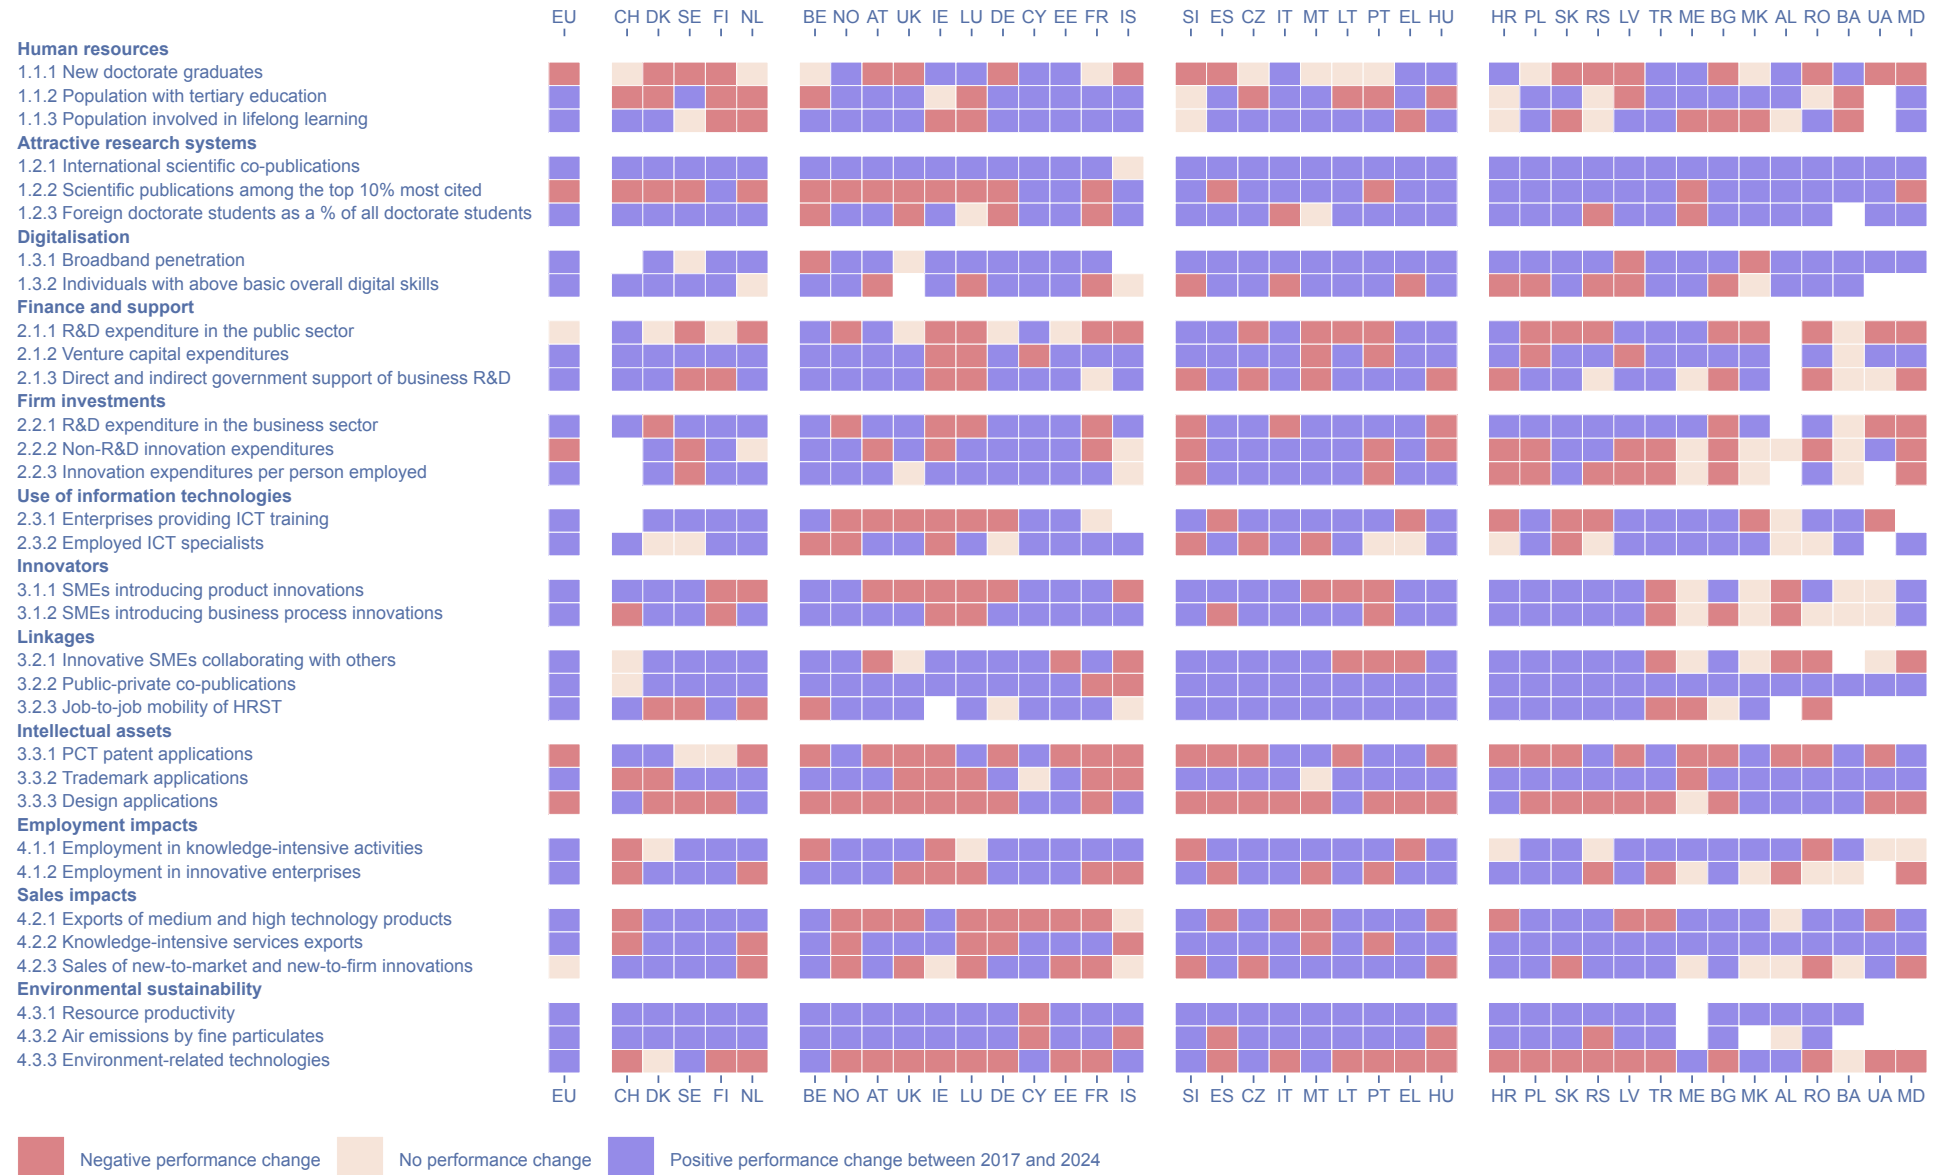 EU CH DK SE FI NL BE NO AT UK IE LU DE CY EE FR IS SI ES CZ IT MT LT PT EL HU HR PL SK RS LV TR ME BG MK AL RO BA UA MD
Human resources
1.1.1 New doctorate graduates
1.1.2 Population with tertiary education
1.1.3 Population involved in lifelong learning
Attractive research systems
1.2.1 International scientific co-publications
1.2.2 Scientific publications among the top 10% most cited
1.2.3 Foreign doctorate students as a % of all doctorate students
Digitalisation
1.3.1 Broadband penetration
1.3.2 Individuals with above basic overall digital skills
Finance and support
2.1.1 R&D expenditure in the public sector
2.1.2 Venture capital expenditures
2.1.3 Direct and indirect government support of business R&D
Firm investments
2.2.1 R&D expenditure in the business sector
2.2.2 Non-R&D innovation expenditures
2.2.3 Innovation expenditures per person employed
Use of information technologies
2.3.1 Enterprises providing ICT training
2.3.2 Employed ICT specialists
Innovators
3.1.1 SMEs introducing product innovations
3.1.2 SMEs introducing business process innovations
Linkages
3.2.1 Innovative SMEs collaborating with others
3.2.2 Public-private co-publications
3.2.3 Job-to-job mobility of HRST
Intellectual assets
3.3.1 PCT patent applications
3.3.2 Trademark applications
3.3.3 Design applications
Employment impacts
4.1.1 Employment in knowledge-intensive activities
4.1.2 Employment in innovative enterprises
Sales impacts
4.2.1 Exports of medium and high technology products
4.2.2 Knowledge-intensive services exports
4.2.3 Sales of new-to-market and new-to-firm innovations
Environmental sustainability
4.3.1 Resource productivity
4.3.2 Air emissions by fine particulates
4.3.3 Environment-related technologies
EU CH DK SE FI NL BE NO AT UK IE LU DE CY EE FR IS SI ES CZ IT MT LT PT EL HU HR PL SK RS LV TR ME BG MK AL RO BA UA MD
Negative performance change No performance change Positive performance change between 2017 and 2024